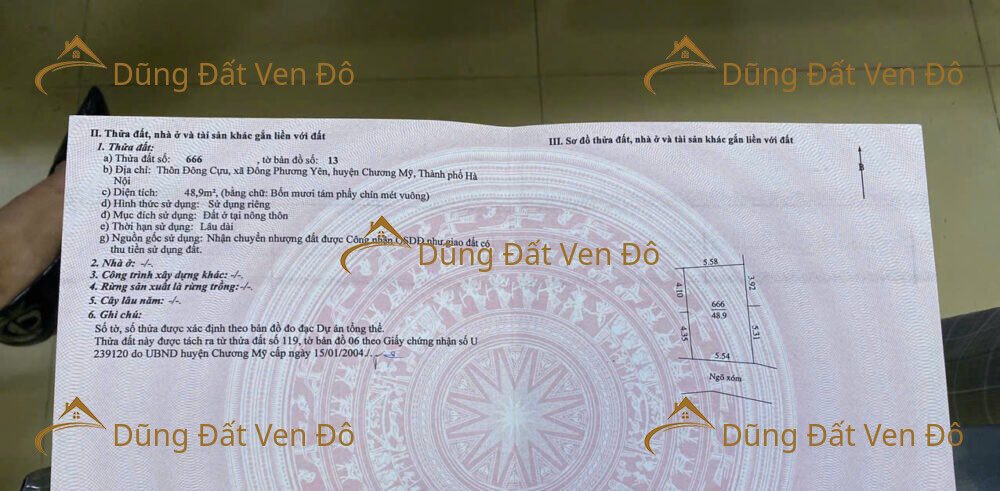 Dũng Đất Ven Đô
Dũng Đất Ven Đô
II. Thửa đất, nhà ở và tài sản khác gắn liền với đất
1. Thửa đất:
a) Thửa đất số: 666 , tờ bản đồ số: 13
b) Địa chỉ: Thôn Đông Cựu, xã Đông Phương Yên, huyện Chương Mỹ, Thành phố Hà
Nội
c) Diện tích: 48,9m², (bằng chữ: Bốn mươi tám phẩy chín mét vuông)
d) Hình thức sử dụng: Sử dụng riêng
đ) Mục đích sử dụng: Đất ở tại nông thôn
e) Thời hạn sử dụng: Lâu dài
g) Nguồn gốc sử dụng: Nhận chuyển nhượng đất được Công nhận QSDĐ như giao đất có
thu tiền sử dụng đất.
2. Nhà ở: -/-.
3. Công trình xây dựng khác: -/-.
4. Rừng sản xuất là rừng trồng:-/-.
5. Cây lâu năm: -/-.
6. Ghi chú:
Số tờ, số thửa được xác định theo bản đồ đo đạc Dự án tổng thể.
Thửa đất này được tách ra từ thửa đất số 119, tờ bản đồ 06 theo Giấy chứng nhận số U
239120 do UBND huyện Chương Mỹ cấp ngày 15/01/2004./.
Dũng Đất Ven Đô
III. Sơ đồ thửa đất, nhà ở và tài sản khác gắn liền với đất
B
5.58
4.10
3.92
666
48.9
4.35
5.31
5.54
Ngõ xóm
Dũng Đất Ven Đô
Dũng Đất Ven Đô